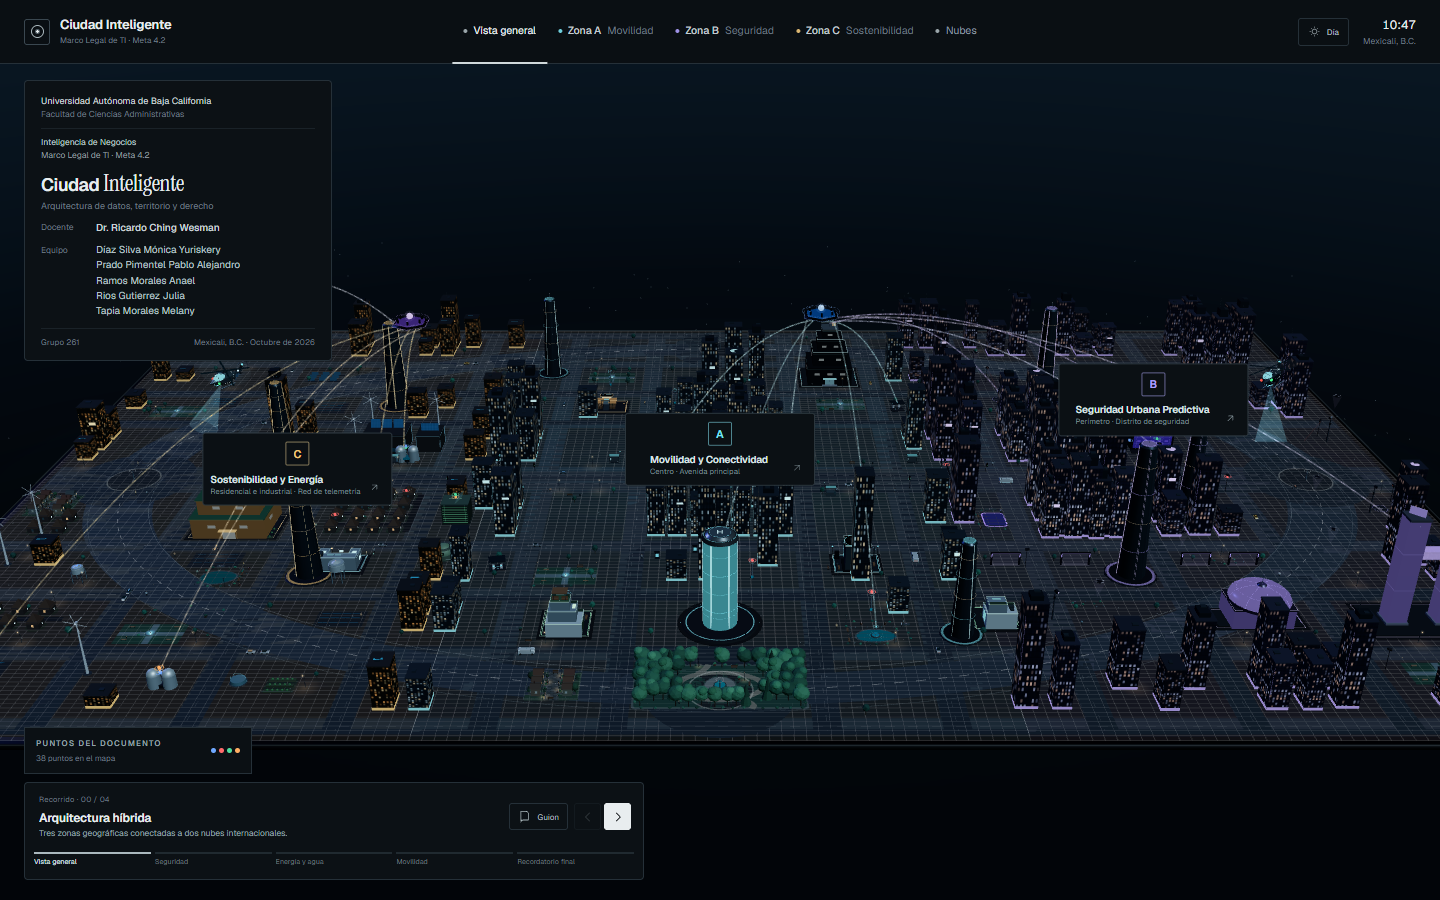 Ciudad Inteligente
Marco Legal de TI · Meta 4.2
Vista general
Zona A Movilidad
Zona B Seguridad
Zona C Sostenibilidad
Nubes
Día
10:47
Mexicali, B.C.
Universidad Autónoma de Baja California
Facultad de Ciencias Administrativas
Inteligencia de Negocios
Marco Legal de TI · Meta 4.2
Ciudad Inteligente
Arquitectura de datos, territorio y derecho
Docente Dr. Ricardo Ching Wesman
Equipo Díaz Silva Mónica Yuriskery
Prado Pimentel Pablo Alejandro
Ramos Morales Anael
Rios Gutierrez Julia
Tapia Morales Melany
Grupo 261 Mexicali, B.C. · Octubre de 2026
B
Seguridad Urbana Predictiva
Perímetro · Distrito de seguridad
A
Movilidad y Conectividad
Centro · Avenida principal
C
Sostenibilidad y Energía
Residencial e industrial · Red de telemetría
H
PUNTOS DEL DOCUMENTO
38 puntos en el mapa
Recorrido · 00 / 04
Arquitectura híbrida
Tres zonas geográficas conectadas a dos nubes internacionales.
Guion
Vista general
Seguridad
Energía y agua
Movilidad
Recordatorio final